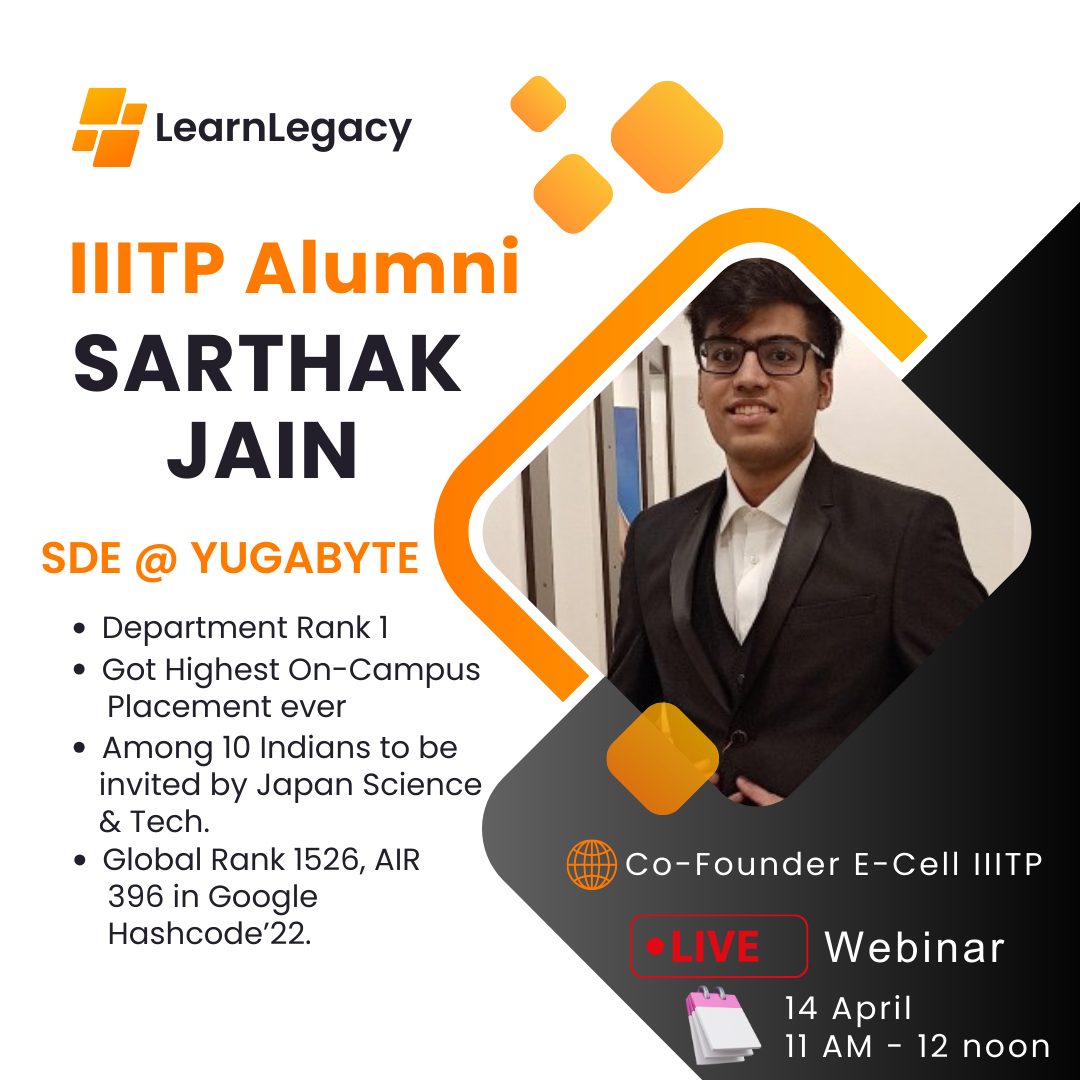 LearnLegacy
IIITP Alumni
SARTHAK
JAIN
SDE @ YUGABYTE
• Department Rank 1
• Got Highest On-Campus
Placement ever
• Among 10 Indians to be
invited by Japan Science
& Tech.
• Global Rank 1526, AIR
396 in Google
Hashcode’22.
Co-Founder E-Cell IIITP
LIVE Webinar
14 April
11 AM - 12 noon